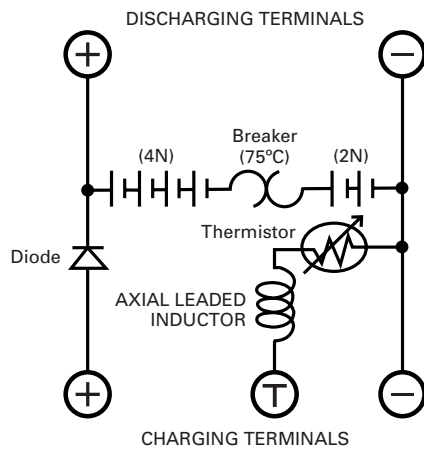 DISCHARGING TERMINALS
+ −
(4N)
Breaker
(75ºC)
(2N)
Thermistor
Diode
AXIAL LEADED
INDUCTOR
+ T −
CHARGING TERMINALS